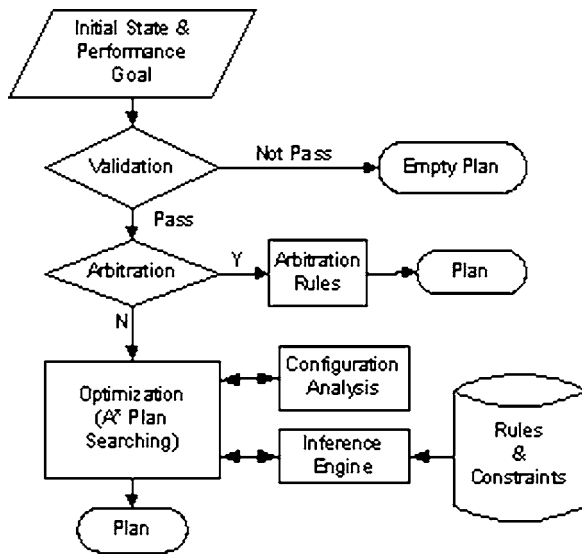 Initial State &
Performance
Goal
Validation
Not Pass
Empty Plan
Pass
Arbitration
Y
Arbitration
Rules
Plan
N
Optimization
(A* Plan
Searching)
Configuration
Analysis
Inference
Engine
Rules
&
Constraints
Plan